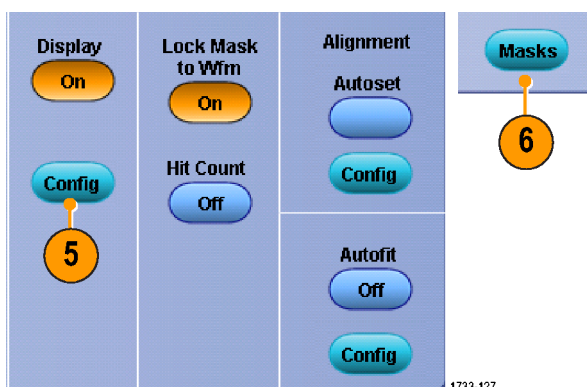 Display
On
Config
5
Lock Mask
to Wfm
On
Hit Count
Off
Alignment
Autoset
Config
Autofit
Off
Config
Masks
6
1733-127